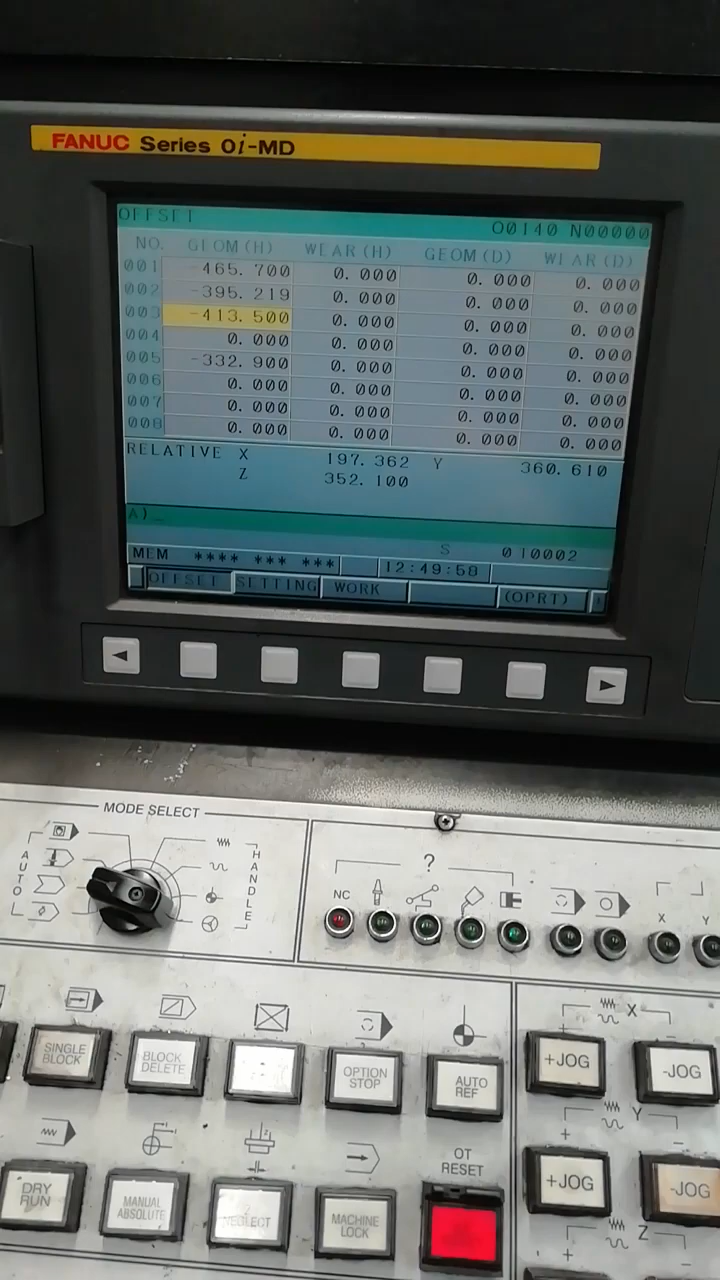 FANUC Series 0i-MD
OFFSET O0140 N00000
NO. GEOM(H) WEAR(H) GEOM(D) WEAR(D)
001 -465.700 0.000 0.000 0.000
002 -395.219 0.000 0.000 0.000
003 -413.500 0.000 0.000 0.000
004 0.000 0.000 0.000 0.000
005 -332.900 0.000 0.000 0.000
006 0.000 0.000 0.000 0.000
007 0.000 0.000 0.000 0.000
008 0.000 0.000 0.000 0.000
RELATIVE X 197.362 Y 360.610
Z 352.100
A)_
S 010002
MEM **** *** ***
12:49:58
OFFSET SETTING WORK (OPRT)
MODE SELECT
AUTO
HANDLE
?
NC
X Y
SINGLE BLOCK
BLOCK DELETE
OPTION STOP
AUTO REF
X
+ -
+JOG -JOG
DRY RUN
MANUAL ABSOLUTE
NEGLECT
MACHINE LOCK
OT RESET
Y
+ -
+JOG -JOG
Z
+ -